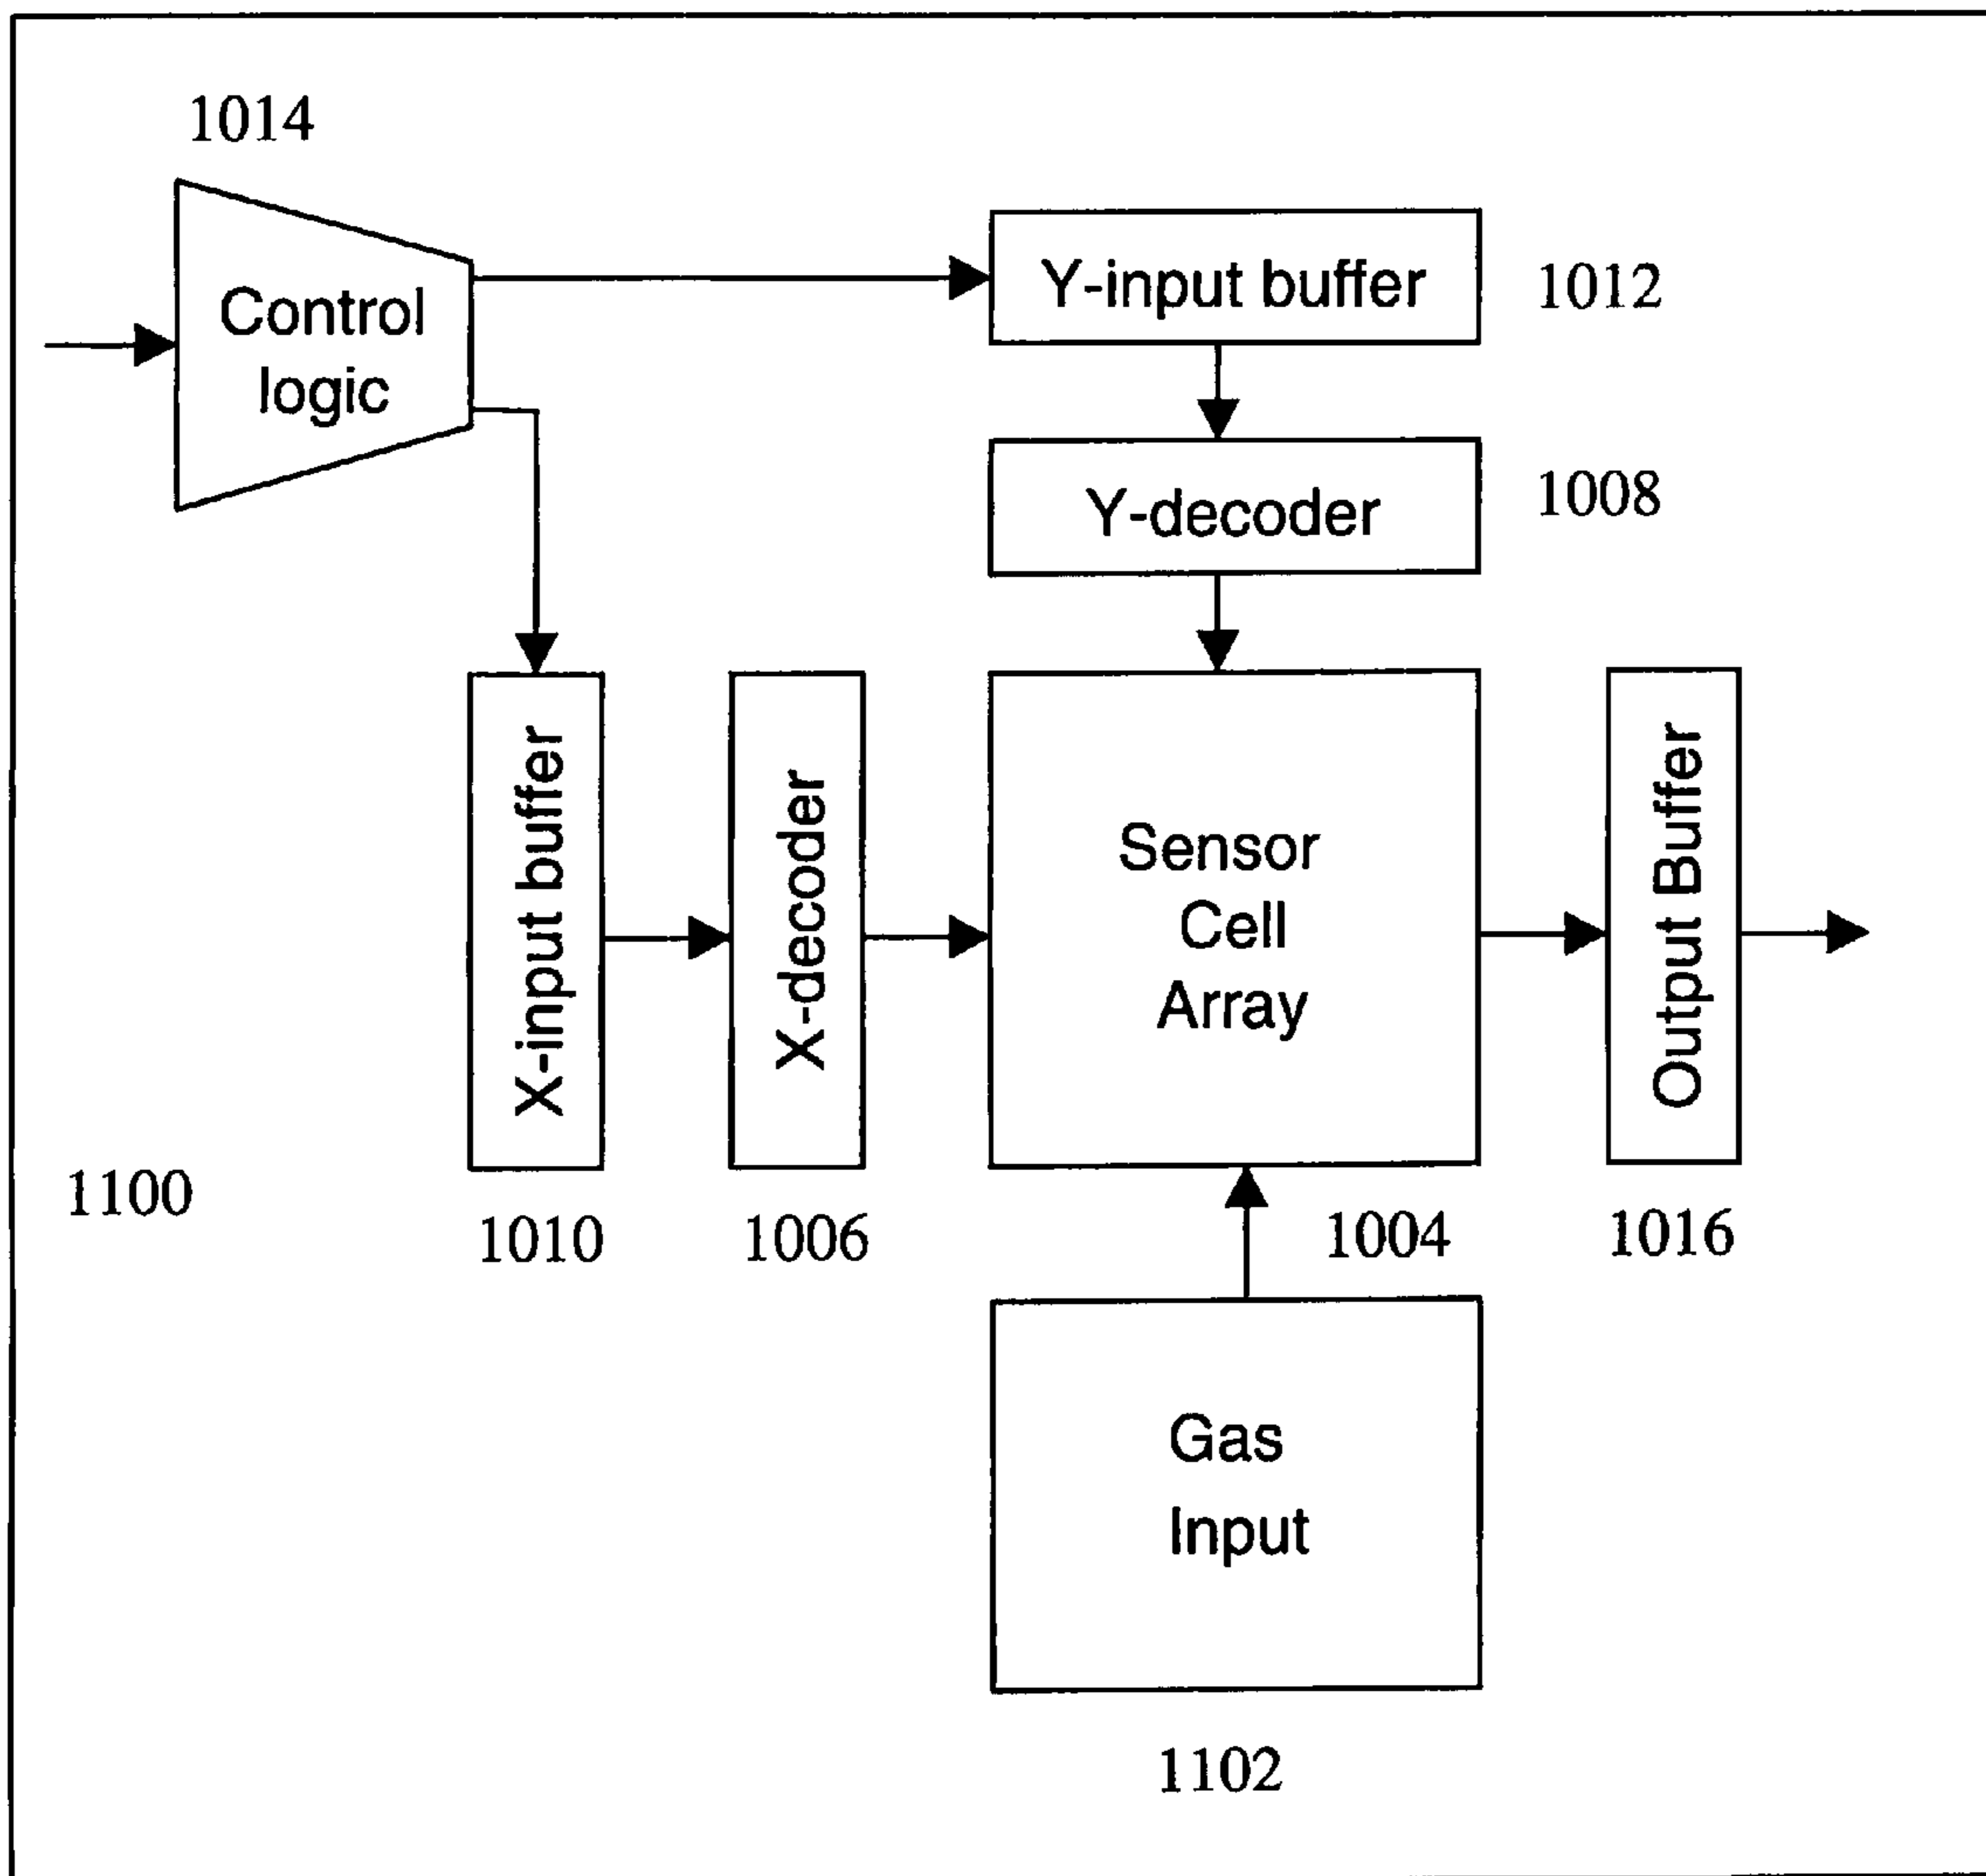 1014
Control
logic
Y-input buffer
1012
Y-decoder
1008
X-input buffer
X-decoder
Sensor
Cell
Array
Output Buffer
1100
1010
1006
1004
1016
Gas
Input
1102